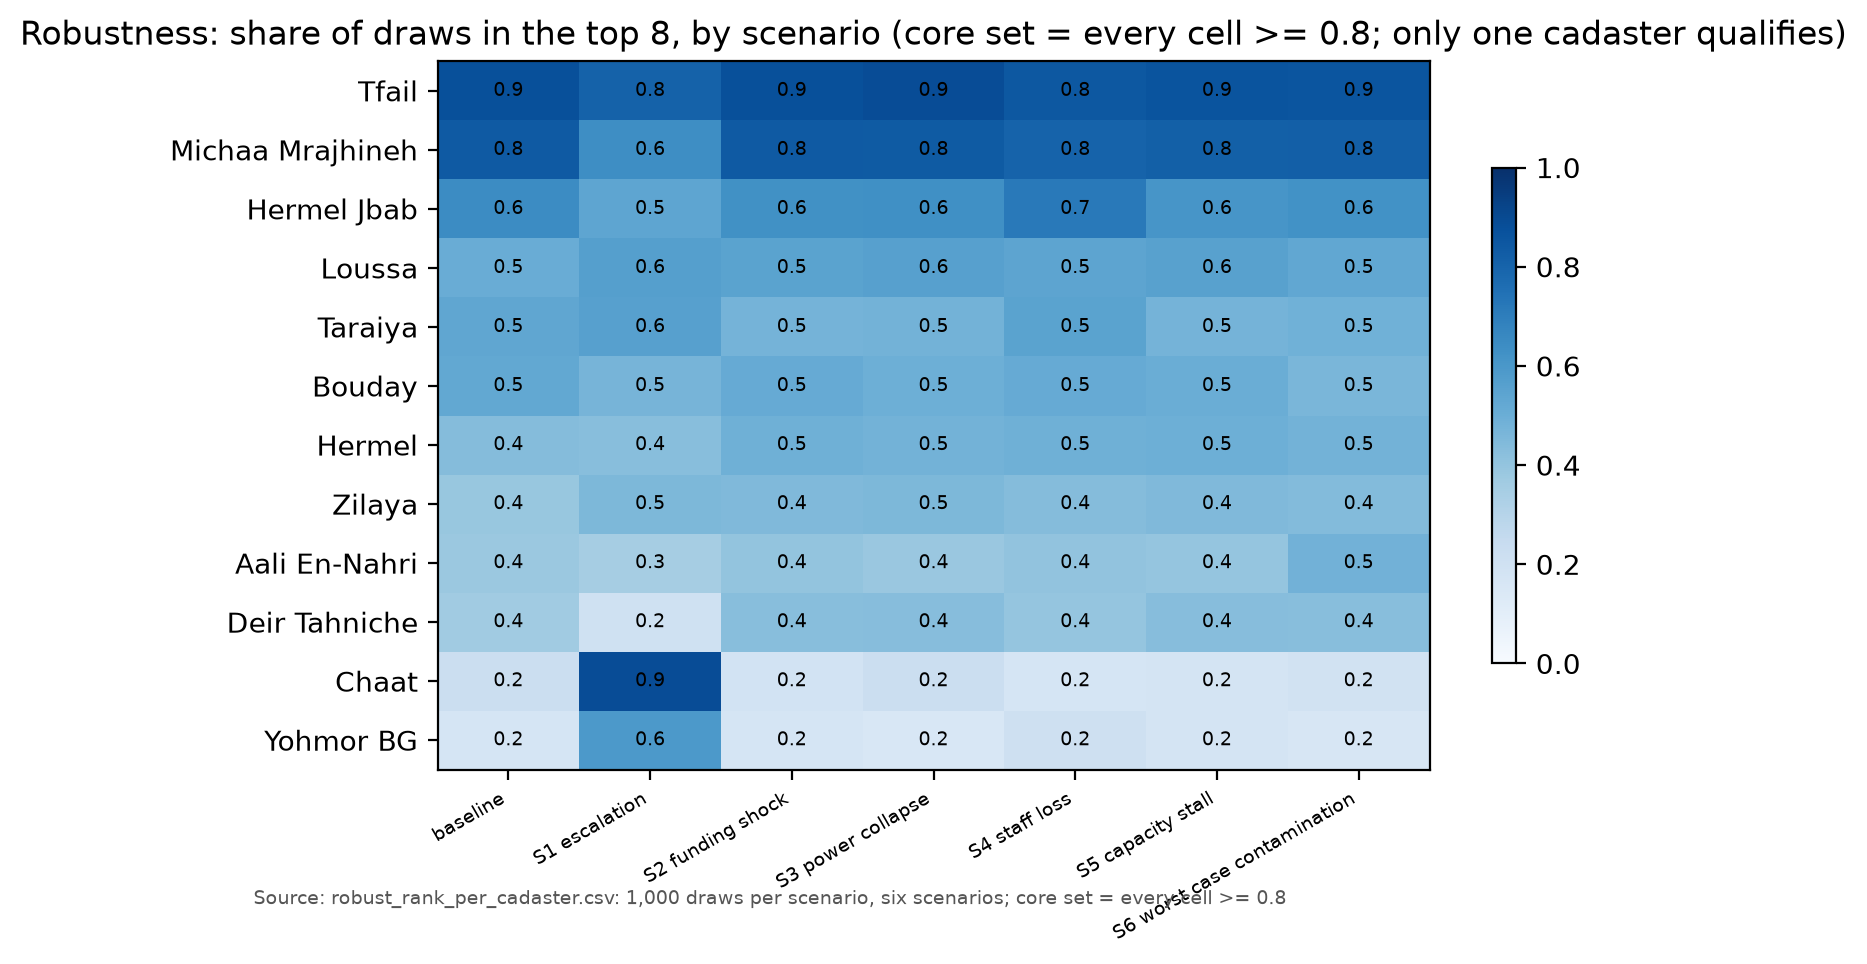 Robustness: share of draws in the top 8, by scenario (core set = every cell >= 0.8; only one cadaster qualifies)
Tfail 0.9 0.8 0.9 0.9 0.8 0.9 0.9
Michaa Mrajhineh 0.8 0.6 0.8 0.8 0.8 0.8 0.8
Hermel Jbab 0.6 0.5 0.6 0.6 0.7 0.6 0.6
Loussa 0.5 0.6 0.5 0.6 0.5 0.6 0.5
Taraiya 0.5 0.6 0.5 0.5 0.5 0.5 0.5
Bouday 0.5 0.5 0.5 0.5 0.5 0.5 0.5
Hermel 0.4 0.4 0.5 0.5 0.5 0.5 0.5
Zilaya 0.4 0.5 0.4 0.5 0.4 0.4 0.4
Aali En-Nahri 0.4 0.3 0.4 0.4 0.4 0.4 0.5
Deir Tahniche 0.4 0.2 0.4 0.4 0.4 0.4 0.4
Chaat 0.2 0.9 0.2 0.2 0.2 0.2 0.2
Yohmor BG 0.2 0.6 0.2 0.2 0.2 0.2 0.2
baseline
S1 escalation
S2 funding shock
S3 power collapse
S4 staff loss
S5 capacity stall
S6 worst case contamination
1.0
0.8
0.6
0.4
0.2
0.0
Source: robust_rank_per_cadaster.csv: 1,000 draws per scenario, six scenarios; core set = every cell >= 0.8